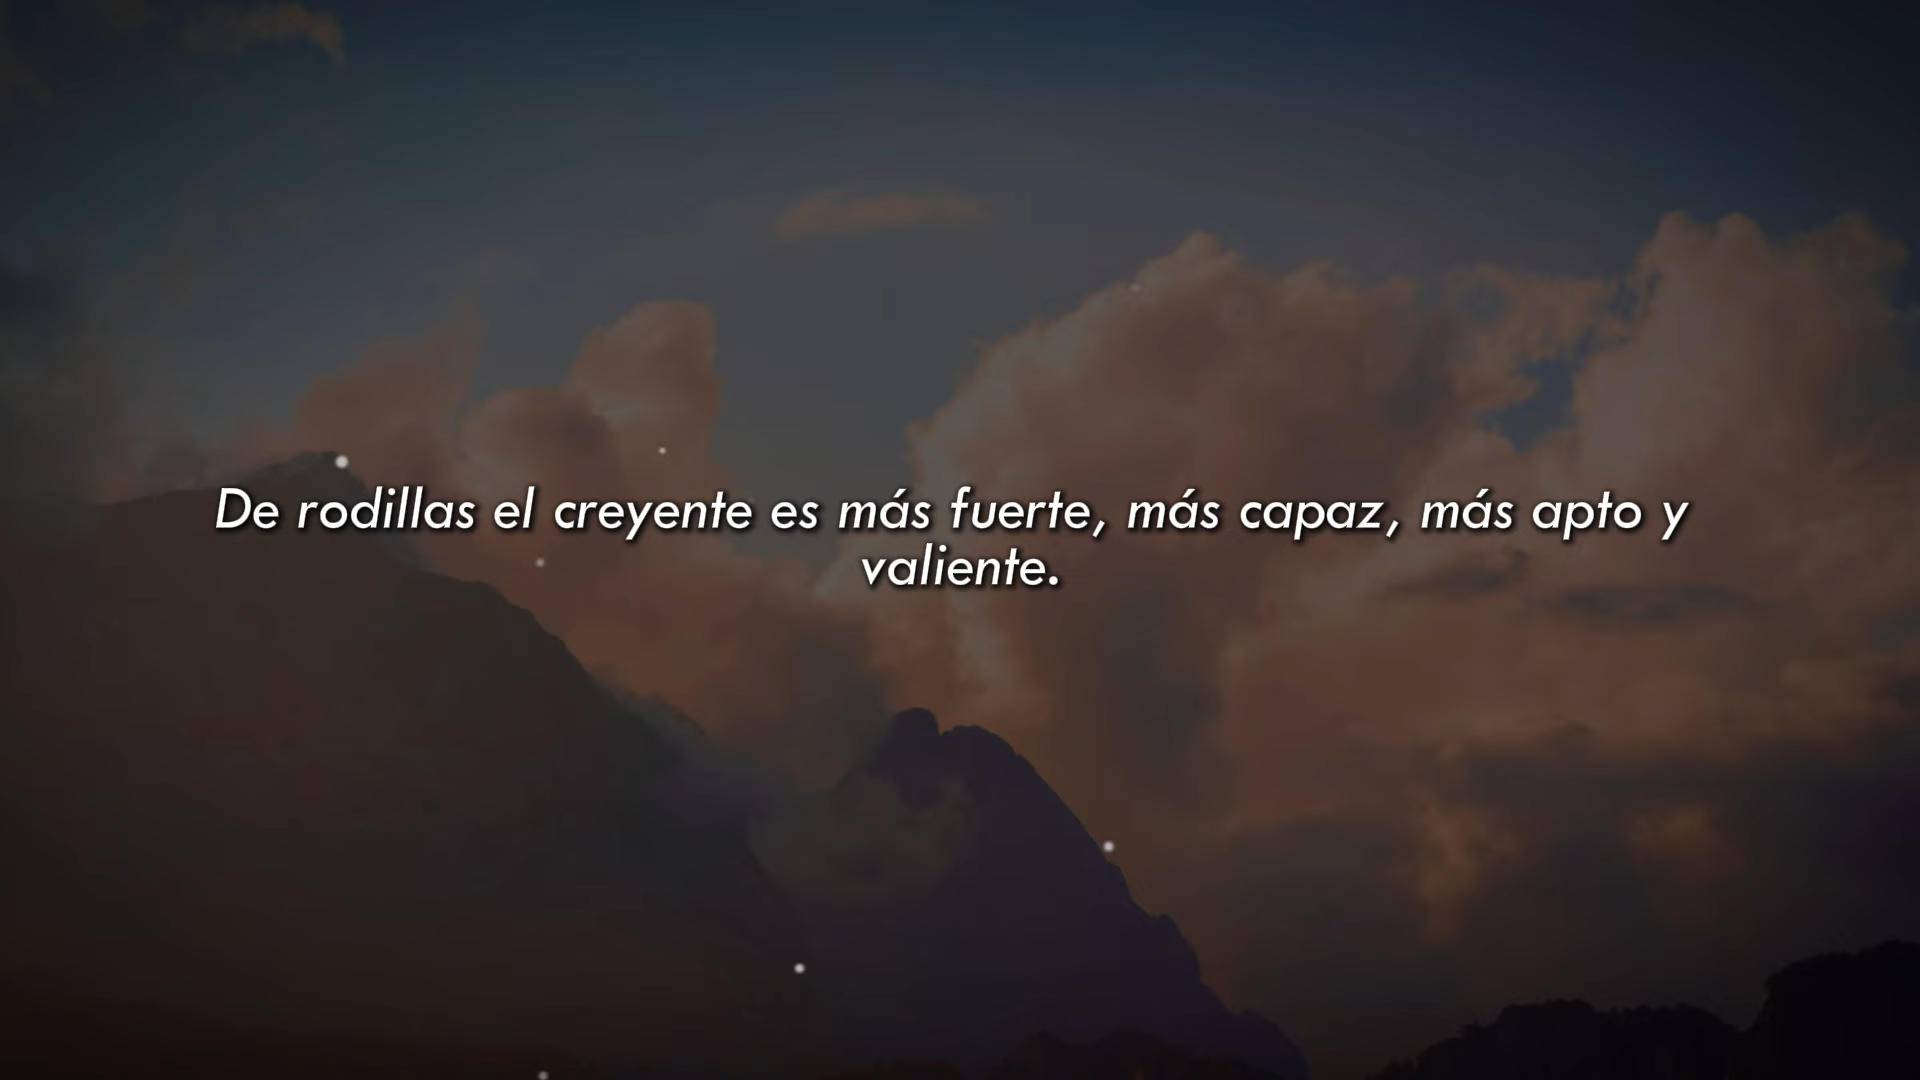 De rodillas el creyente es más fuerte, más capaz, más apto y
valiente.